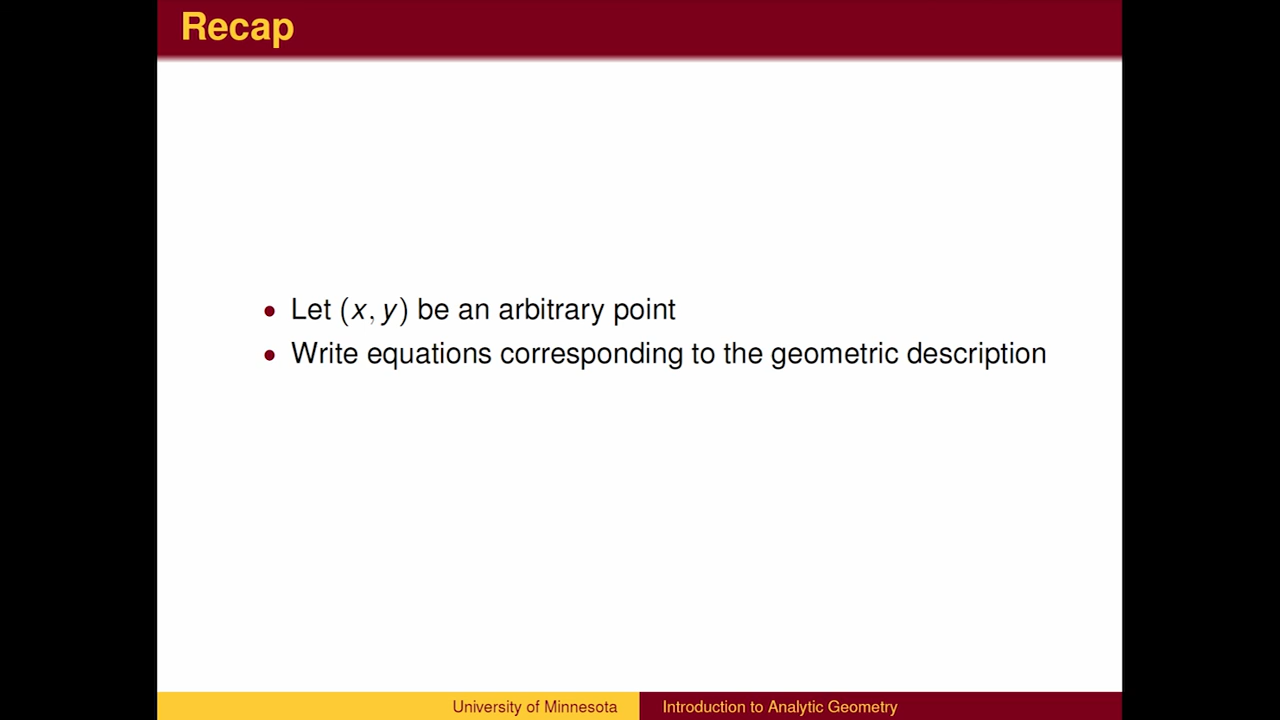 Recap
• Let (x, y) be an arbitrary point
• Write equations corresponding to the geometric description
University of Minnesota
Introduction to Analytic Geometry